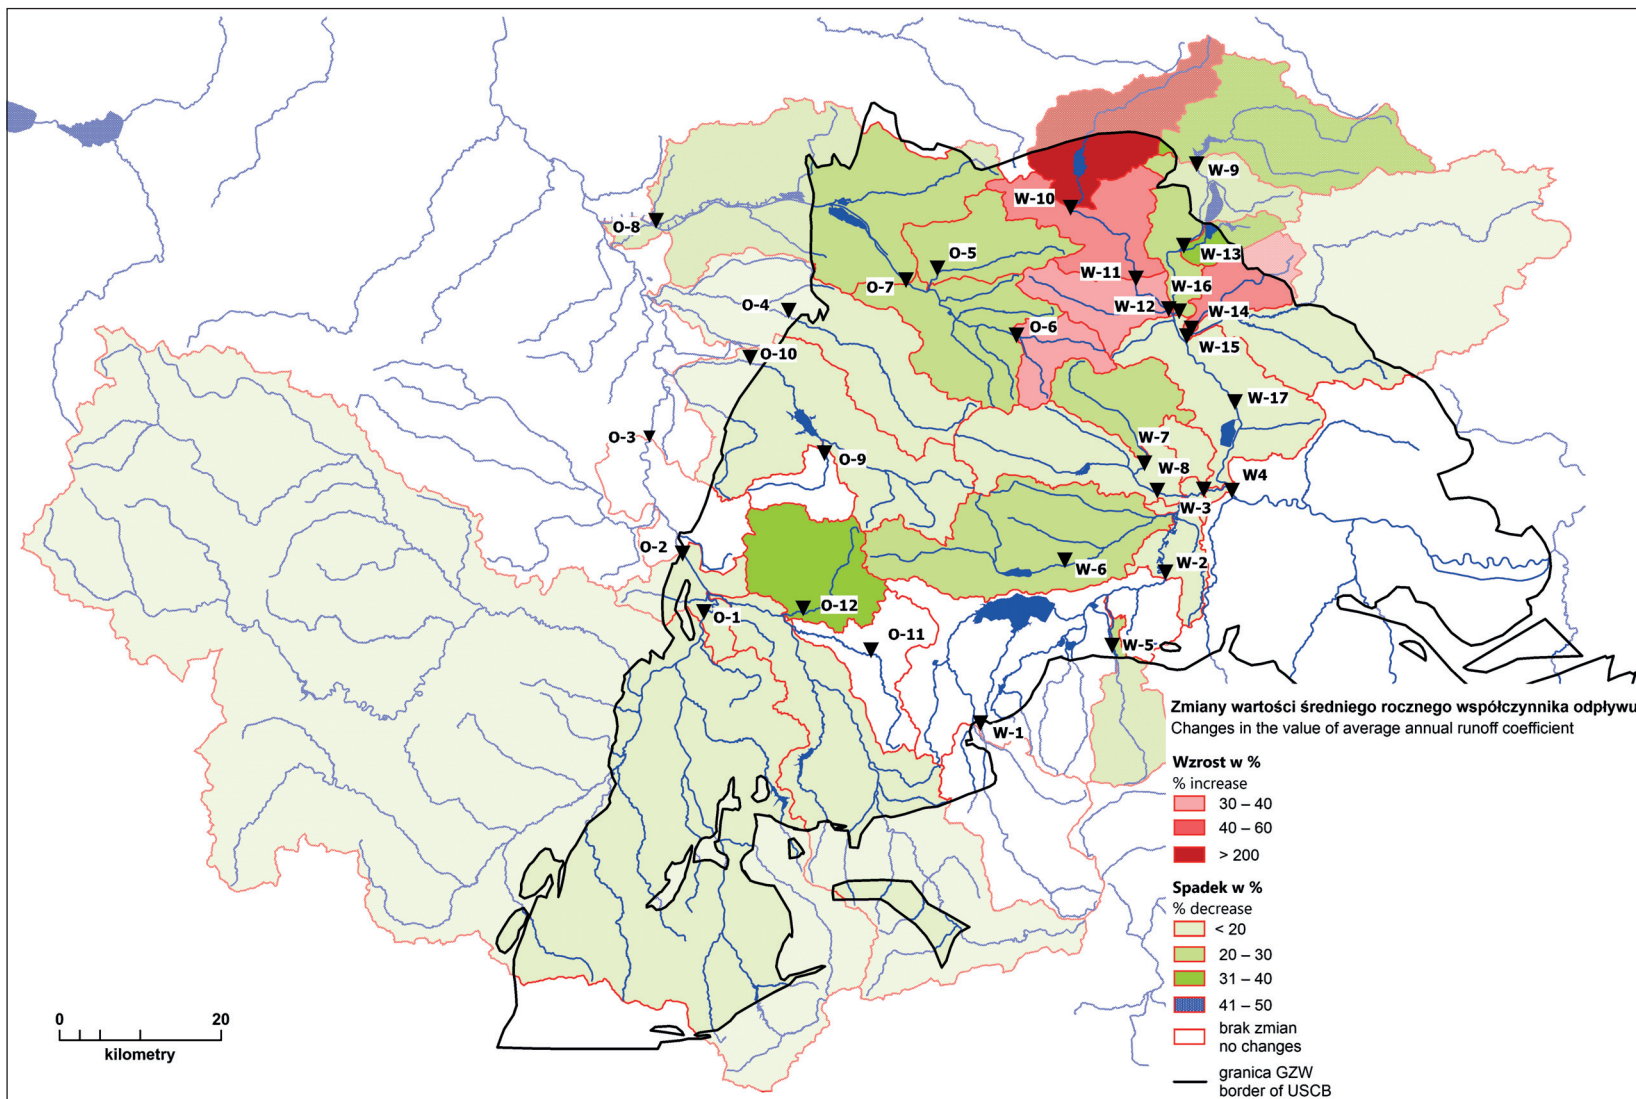 W-9
W-10
O-8
W-13
O-5
W-11
O-7
W-16
O-4
W-12
W-14
O-6
W-15
O-10
W-17
O-3
W-7
O-9
W-8
W4
W-3
O-2
W-6
W-2
O-12
O-1
O-11
W-5
W-1
Zmiany wartości średniego rocznego współczynnika odpływu
Changes in the value of average annual runoff coefficient
Wzrost w %
% increase
30 – 40
40 – 60
> 200
Spadek w %
% decrease
< 20
20 – 30
31 – 40
41 – 50
brak zmian
no changes
granica GZW
border of USCB
0 20
kilometry